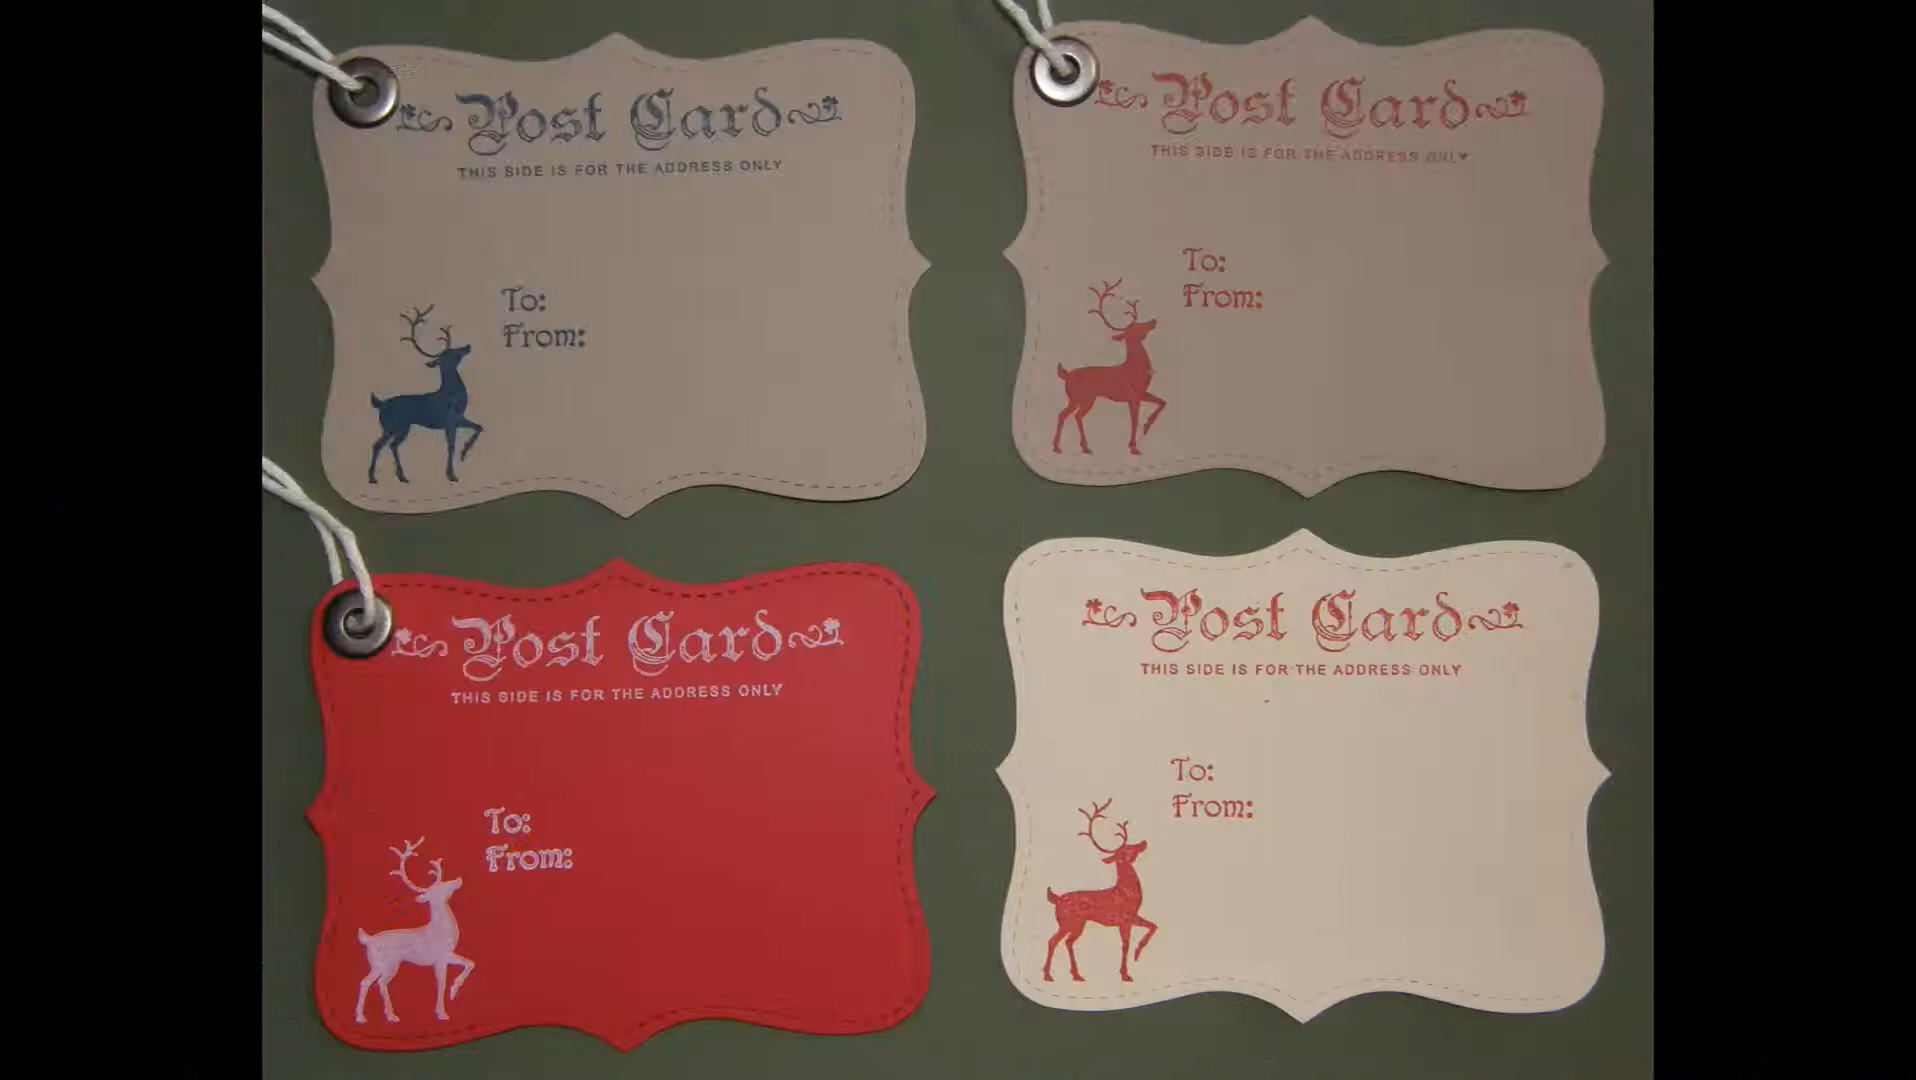 Post Card
THIS SIDE IS FOR THE ADDRESS ONLY
To:
From:
Post Card
THIS SIDE IS FOR THE ADDRESS ONLY
To:
From:
Post Card
THIS SIDE IS FOR THE ADDRESS ONLY
To:
From:
Post Card
THIS SIDE IS FOR THE ADDRESS ONLY
To:
From: